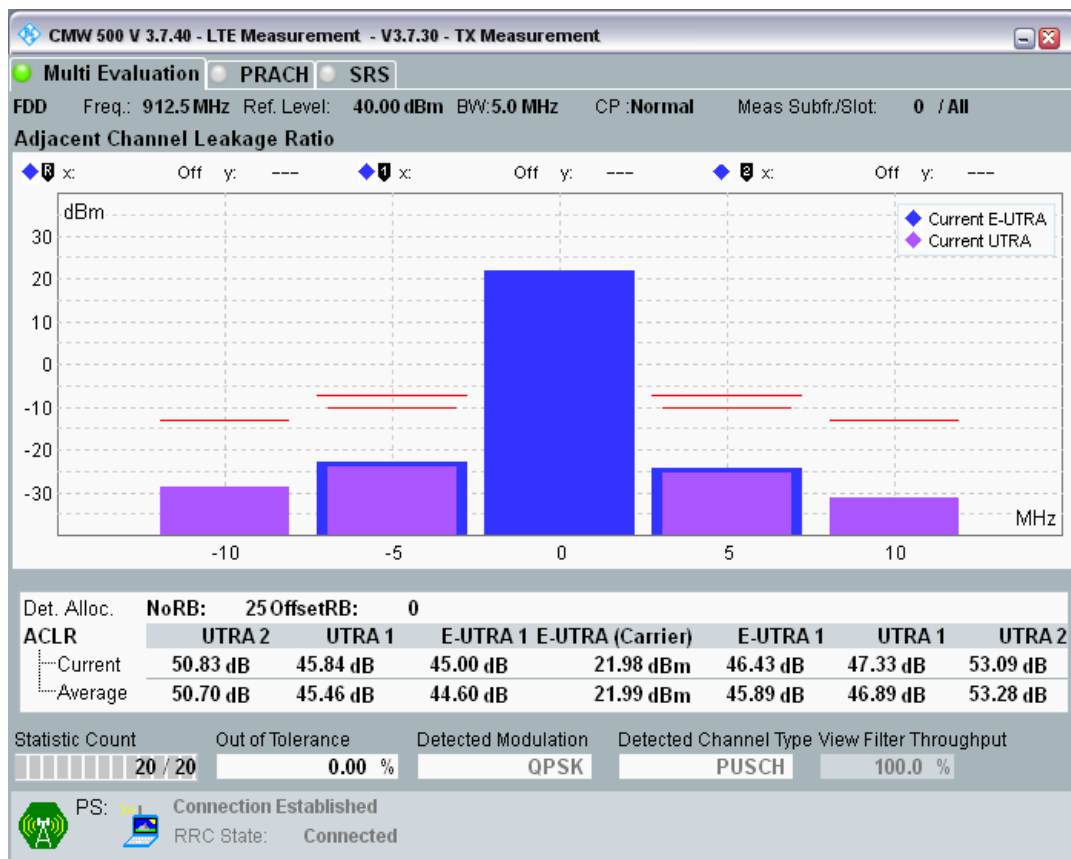 CMW 500 V 3.7.40 - LTE Measurement - V3.7.30 - TX Measurement
Multi Evaluation PRACH SRS
FDD Freq.: 912.5 MHz Ref. Level: 40.00 dBm BW:5.0 MHz CP :Normal Meas Subfr./Slot: 0 / All
Adjacent Channel Leakage Ratio
R x: Off y: --- 1 x: Off y: --- 2 x: Off y: ---
dBm
Current E-UTRA
Current UTRA
30
20
10
0
-10
-20
-30
MHz
-10 -5 0 5 10
Det. Alloc. NoRB: 25 OffsetRB: 0
ACLR UTRA 2 UTRA 1 E-UTRA 1 E-UTRA (Carrier) E-UTRA 1 UTRA 1 UTRA 2
Current 50.83 dB 45.84 dB 45.00 dB 21.98 dBm 46.43 dB 47.33 dB 53.09 dB
Average 50.70 dB 45.46 dB 44.60 dB 21.99 dBm 45.89 dB 46.89 dB 53.28 dB
Statistic Count Out of Tolerance Detected Modulation Detected Channel Type View Filter Throughput
20 / 20 0.00 % QPSK PUSCH 100.0 %
PS: Connection Established
RRC State: Connected